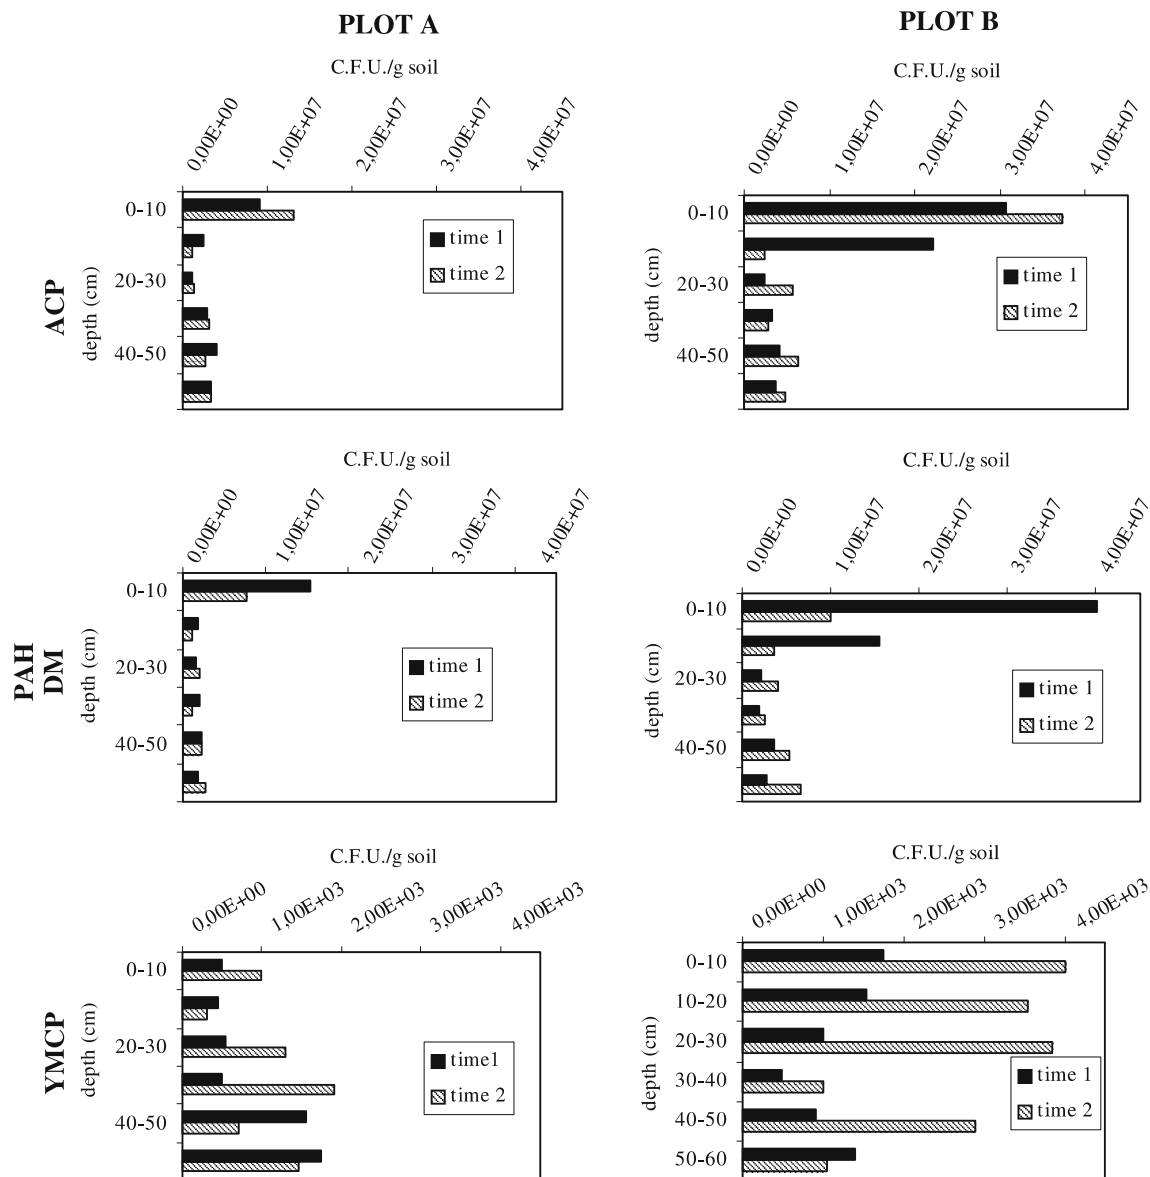 PLOT A
PLOT B
C.F.U./g soil
0,00E+00
1,00E+07
2,00E+07
3,00E+07
4,00E+07
ACP
depth (cm)
0-10
20-30
40-50
time 1
time 2
C.F.U./g soil
0,00E+00
1,00E+07
2,00E+07
3,00E+07
4,00E+07
depth (cm)
0-10
20-30
40-50
time 1
time 2
C.F.U./g soil
0,00E+00
1,00E+07
2,00E+07
3,00E+07
4,00E+07
PAH
DM
depth (cm)
0-10
20-30
40-50
time 1
time 2
C.F.U./g soil
0,00E+00
1,00E+07
2,00E+07
3,00E+07
4,00E+07
depth (cm)
0-10
20-30
40-50
time 1
time 2
C.F.U./g soil
0,00E+00
1,00E+03
2,00E+03
3,00E+03
4,00E+03
YMCP
depth (cm)
0-10
20-30
40-50
time1
time 2
C.F.U./g soil
0,00E+00
1,00E+03
2,00E+03
3,00E+03
4,00E+03
depth (cm)
0-10
10-20
20-30
30-40
40-50
50-60
time 1
time 2